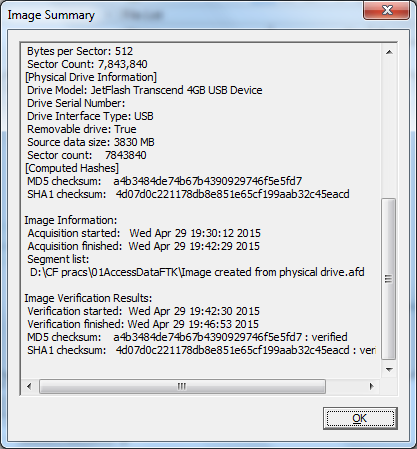 Image Summary
Bytes per Sector: 512
Sector Count: 7,843,840
[Physical Drive Information]
Drive Model: JetFlash Transcend 4GB USB Device
Drive Serial Number:
Drive Interface Type: USB
Removable drive: True
Source data size: 3830 MB
Sector count:    7843840
[Computed Hashes]
MD5 checksum:    a4b3484de74b67b4390929746f5e5fd7
SHA1 checksum:   4d07d0c221178db8e851e65cf199aab32c45eacd
Image Information:
Acquisition started:   Wed Apr 29 19:30:12 2015
Acquisition finished:  Wed Apr 29 19:42:29 2015
Segment list:
D:\CF pracs\01AccessDataFTK\Image created from physical drive.afd
Image Verification Results:
Verification started:  Wed Apr 29 19:42:30 2015
Verification finished: Wed Apr 29 19:46:53 2015
MD5 checksum:    a4b3484de74b67b4390929746f5e5fd7 : verified
SHA1 checksum:   4d07d0c221178db8e851e65cf199aab32c45eacd : veri
OK